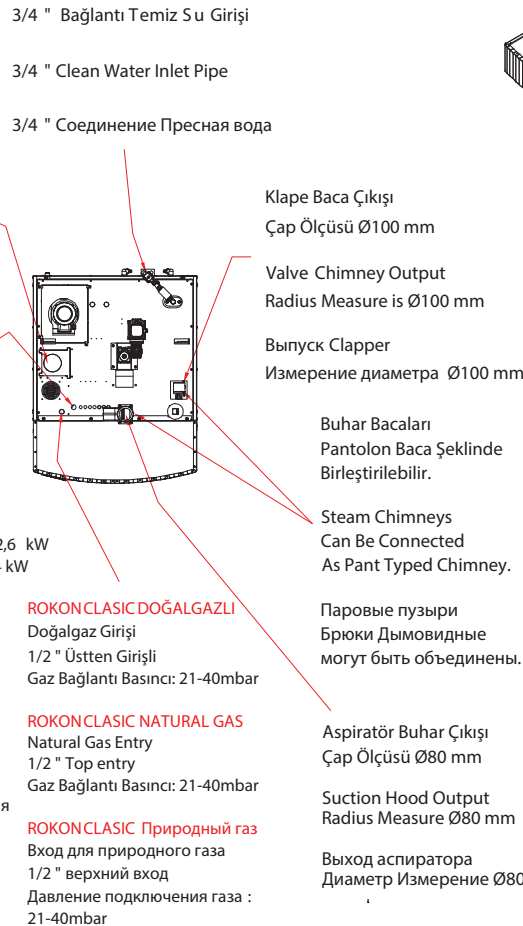 3/4 " Bağlantı Temiz Su Girişi
3/4 " Clean Water Inlet Pipe
3/4 " Соединение Пресная вода
Klape Baca Çıkışı
Çap Ölçüsü Ø100 mm
Valve Chimney Output
Radius Measure is Ø100 mm
Выпуск Clapper
Измерение диаметра Ø100 mm
Buhar Bacaları
Pantolon Baca Şeklinde
Birleştirilebilir.
Steam Chimneys
Can Be Connected
As Pant Typed Chimney.
Паровые пузыри
Брюки Дымовидные
могут быть объединены.
2,6 kW
kW
ROKON CLASIC DOĞALGAZLI
Doğalgaz Girişi
1/2 " Üstten Girişli
Gaz Bağlantı Basıncı: 21-40mbar
ROKON CLASIC NATURAL GAS
Natural Gas Entry
1/2 " Top entry
Gaz Bağlantı Basıncı: 21-40mbar
я
ROKON CLASIC Природный газ
Вход для природного газа
1/2 " верхний вход
Давление подключения газа :
21-40mbar
Aspiratör Buhar Çıkışı
Çap Ölçüsü Ø80 mm
Suction Hood Output
Radius Measure Ø80 mm
Выход аспиратора
Диаметр Измерение Ø80